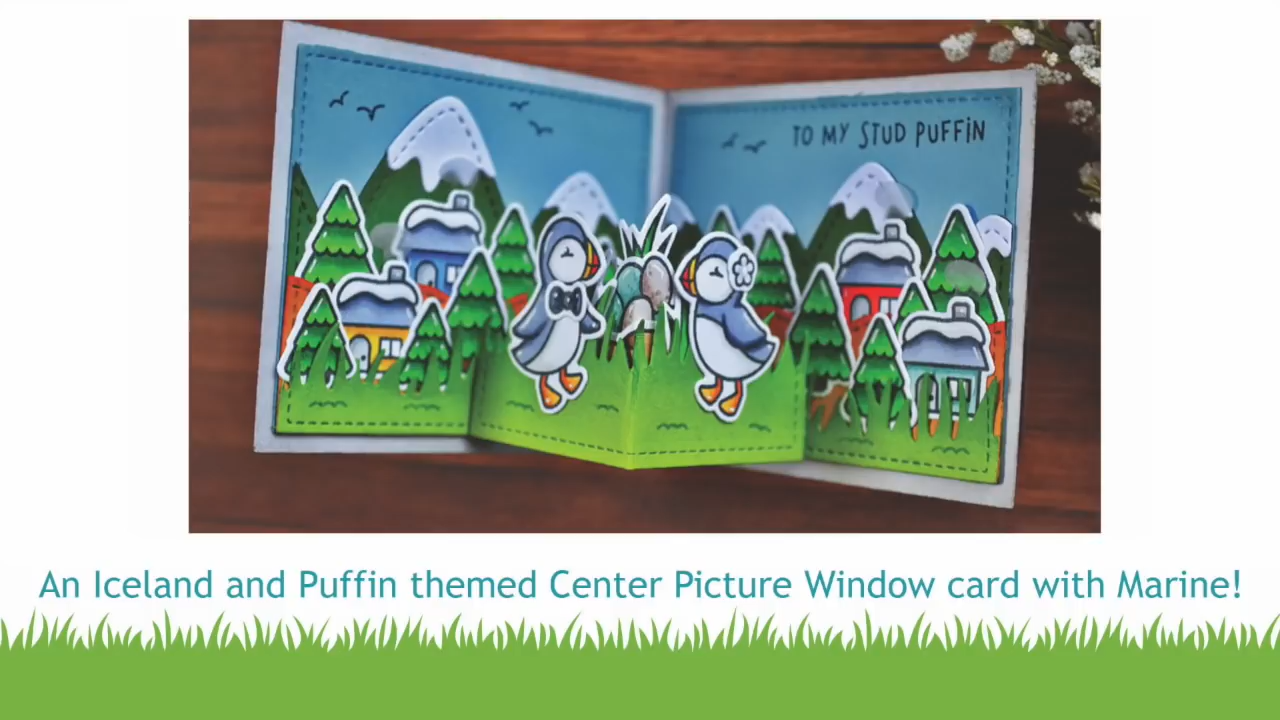 TO MY STUD PUFFIN
An Iceland and Puffin themed Center Picture Window card with Marine!